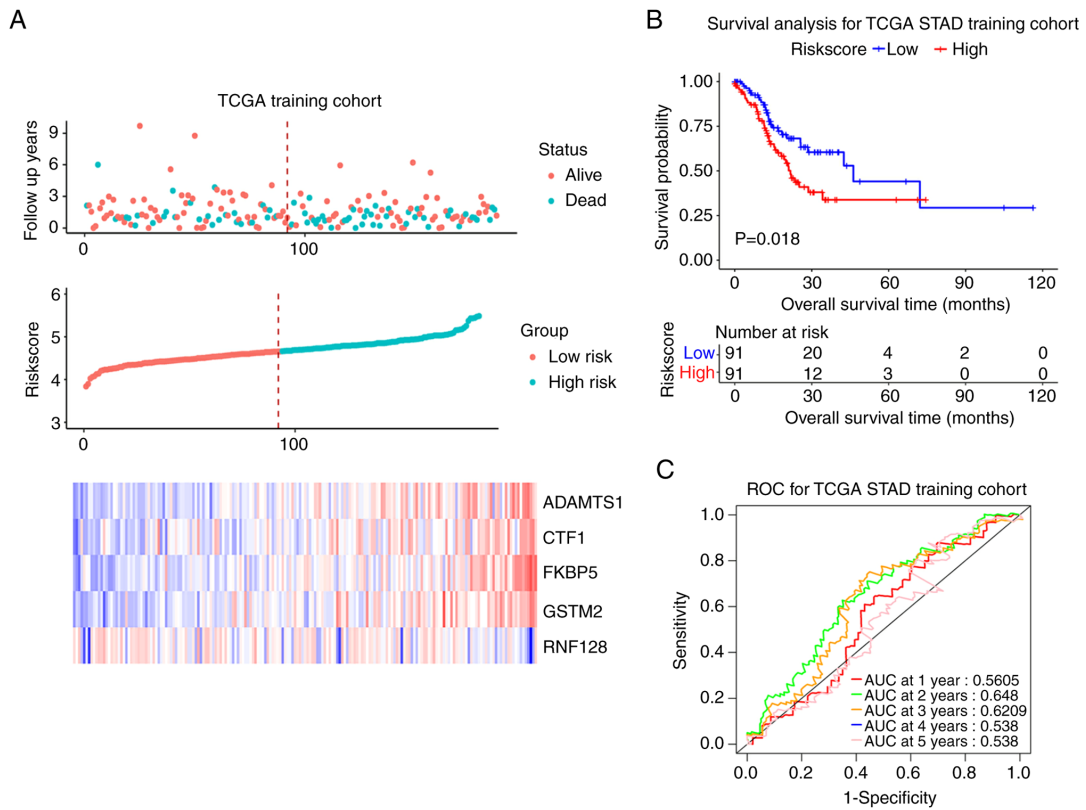 A
TCGA training cohort
Follow up years
9
6
3
0
0
100
Status
Alive
Dead
Riskscore
6
5
4
3
0
100
Group
Low risk
High risk
ADAMTS1
CTF1
FKBP5
GSTM2
RNF128
B
Survival analysis for TCGA STAD training cohort
Riskscore Low High
Survival probability
1.00
0.75
0.50
0.25
0.00
P=0.018
0 30 60 90 120
Overall survival time (months)
Number at risk
Riskscore
Low 91 20 4 2 0
High 91 12 3 0 0
0 30 60 90 120
Overall survival time (months)
C
ROC for TCGA STAD training cohort
Sensitivity
1.0
0.8
0.6
0.4
0.2
0.0
AUC at 1 year : 0.5605
AUC at 2 years : 0.648
AUC at 3 years : 0.6209
AUC at 4 years : 0.538
AUC at 5 years : 0.538
0.0 0.2 0.4 0.6 0.8 1.0
1-Specificity